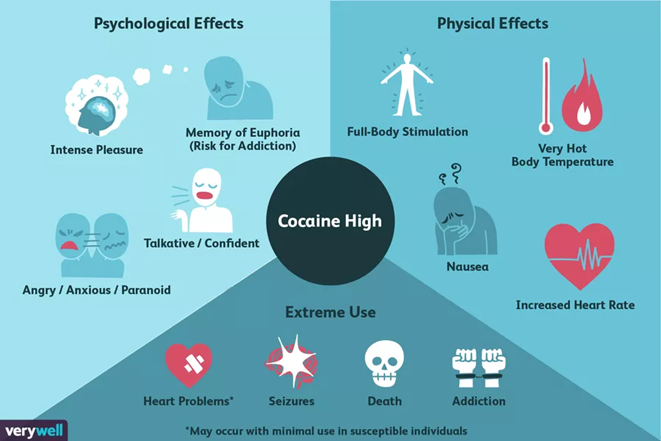 Psychological Effects
Intense Pleasure
Memory of Euphoria
(Risk for Addiction)
Talkative / Confident
Angry / Anxious / Paranoid
Physical Effects
Full-Body Stimulation
Very Hot
Body Temperature
Nausea
Increased Heart Rate
Cocaine High
Extreme Use
Heart Problems*
Seizures
Death
Addiction
*May occur with minimal use in susceptible individuals
verywell